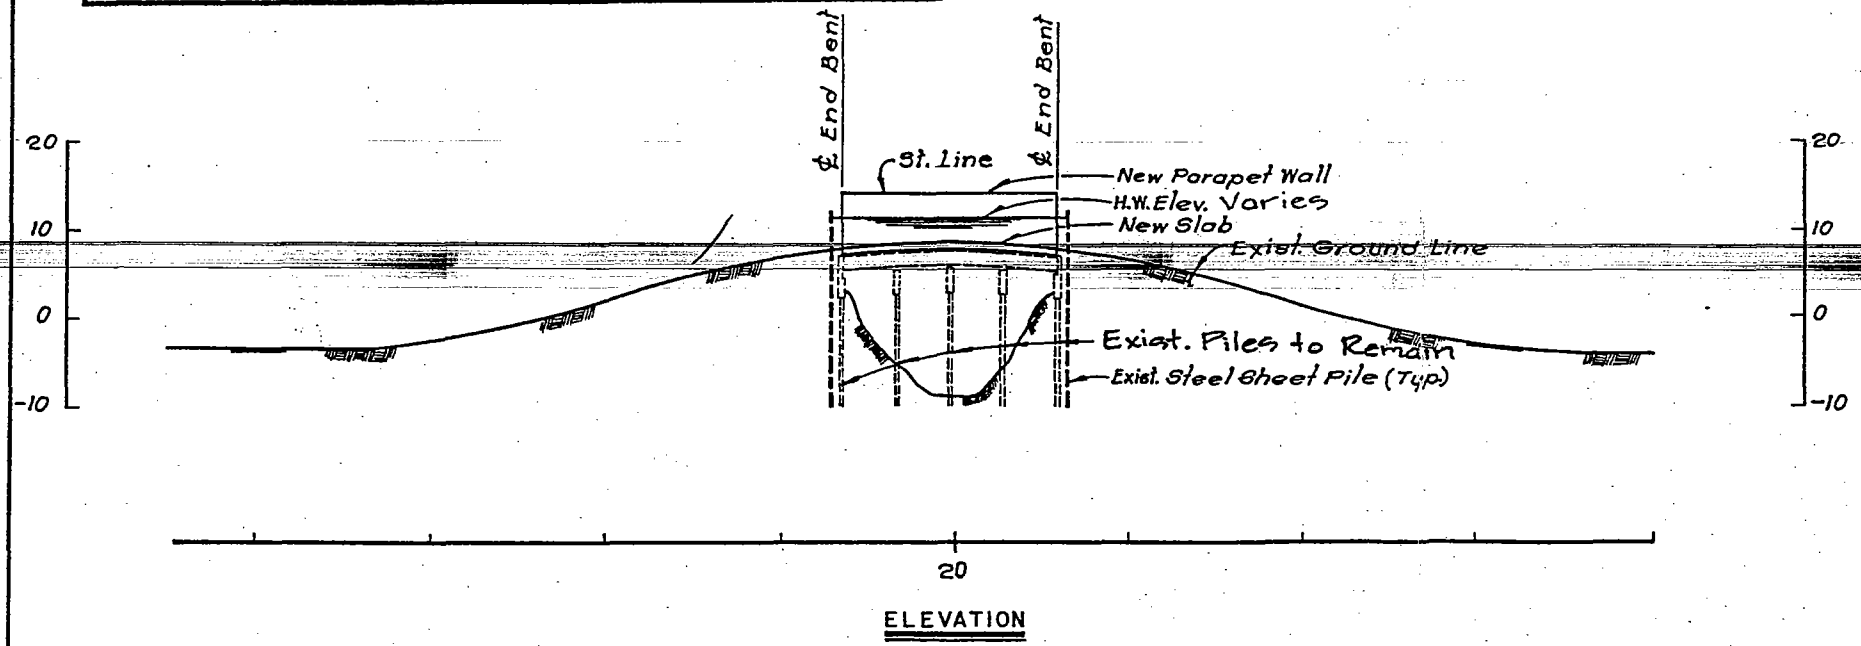 ℄ End Bent
℄ End Bent
20
20
St. Line
New Parapet Wall
H.W. Elev. Varies
10
New Slab
10
Exist. Ground Line
0
0
Exist. Piles to Remain
Exist. Steel Sheet Pile (Typ.)
-10
-10
20
ELEVATION